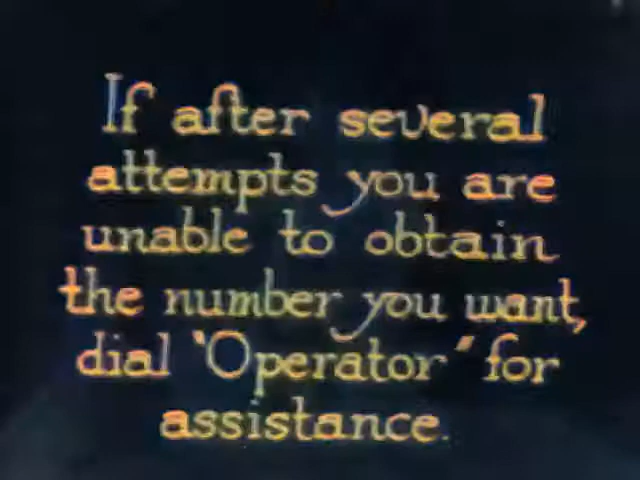 If after several
attempts you are
unable to obtain
the number you want,
dial "Operator" for
assistance.